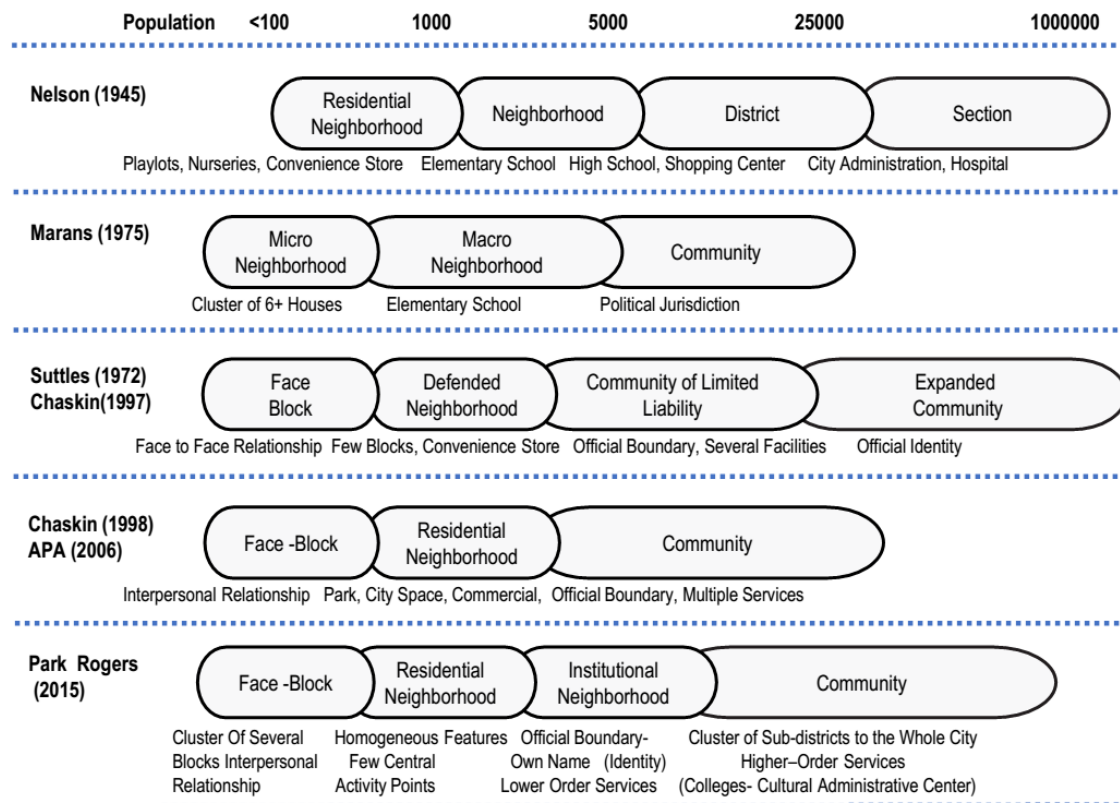 Population <100 1000 5000 25000 1000000
Nelson (1945)
Residential
Neighborhood
Neighborhood
District
Section
Playlots, Nurseries, Convenience Store Elementary School High School, Shopping Center City Administration, Hospital
Marans (1975)
Micro
Neighborhood
Macro
Neighborhood
Community
Cluster of 6+ Houses Elementary School Political Jurisdiction
Suttles (1972)
Chaskin(1997)
Face
Block
Defended
Neighborhood
Community of Limited
Liability
Expanded
Community
Face to Face Relationship Few Blocks, Convenience Store Official Boundary, Several Facilities Official Identity
Chaskin (1998)
APA (2006)
Face -Block
Residential
Neighborhood
Community
Interpersonal Relationship Park, City Space, Commercial, Official Boundary, Multiple Services
Park Rogers
(2015)
Face -Block
Residential
Neighborhood
Institutional
Neighborhood
Community
Cluster Of Several
Blocks Interpersonal
Relationship
Homogeneous Features
Few Central
Activity Points
Official Boundary-
Own Name (Identity)
Lower Order Services
Cluster of Sub-districts to the Whole City
Higher–Order Services
(Colleges- Cultural Administrative Center)